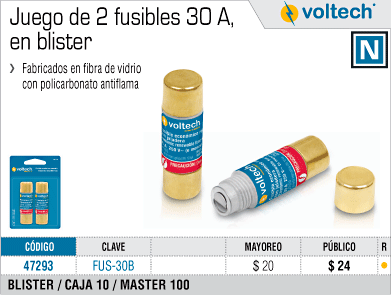 Juego de 2 fusibles 30 A,
en blister
voltech®
N
› Fabricados en fibra de vidrio
con policarbonato antiflama
voltech
voltech
CÓDIGO CLAVE MAYOREO PÚBLICO R
47293 FUS-30B $ 20 $ 24
BLISTER / CAJA 10 / MASTER 100